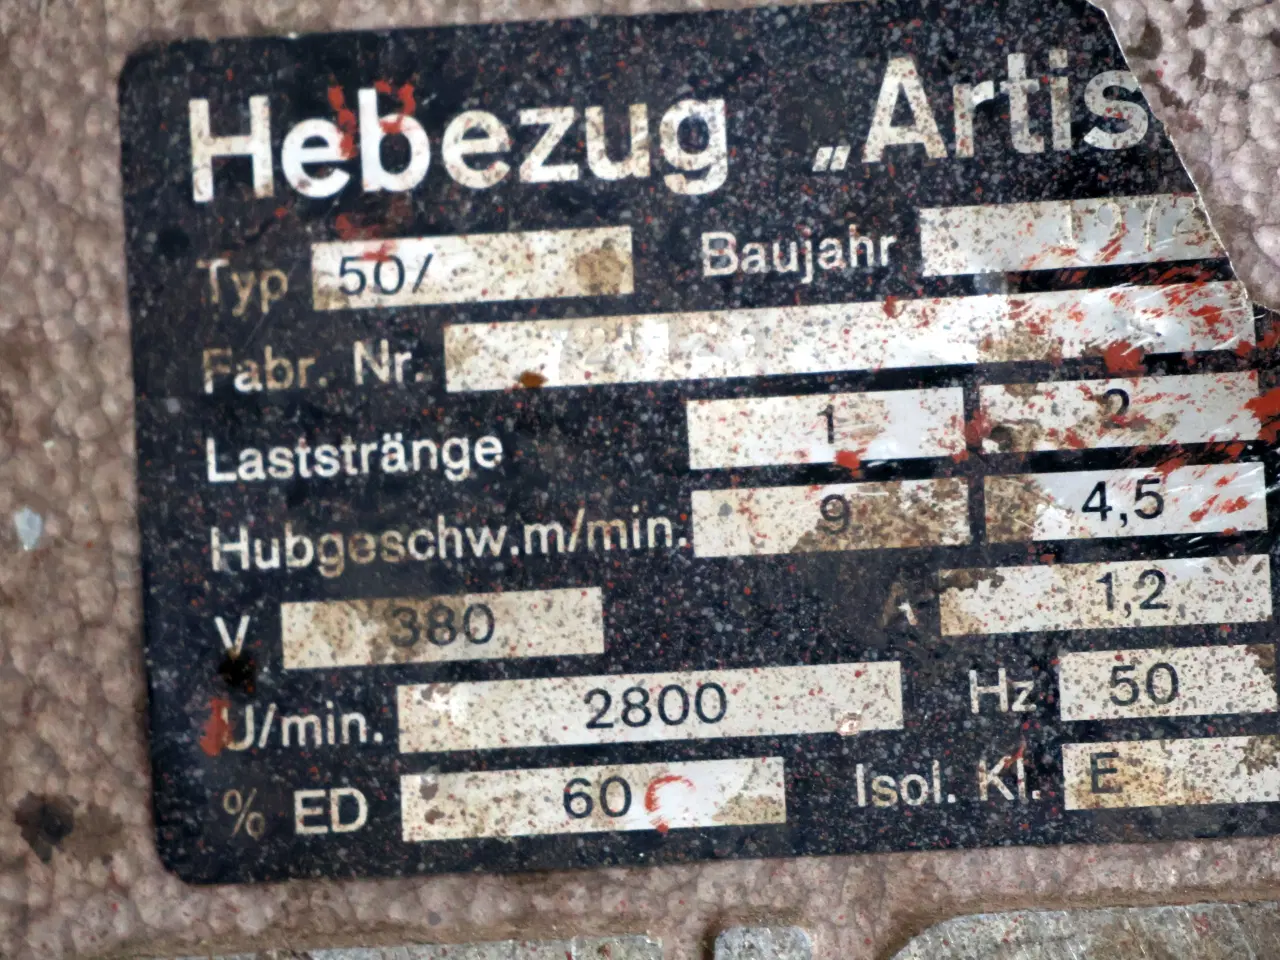 Hebezug „Artis
Typ 50/ Baujahr
Fabr. Nr.
Laststränge 1 2
Hubgeschw.m/min. 9 4,5
V 380 A 1,2
U/min. 2800 Hz 50
% ED 60 Isol. Kl. E